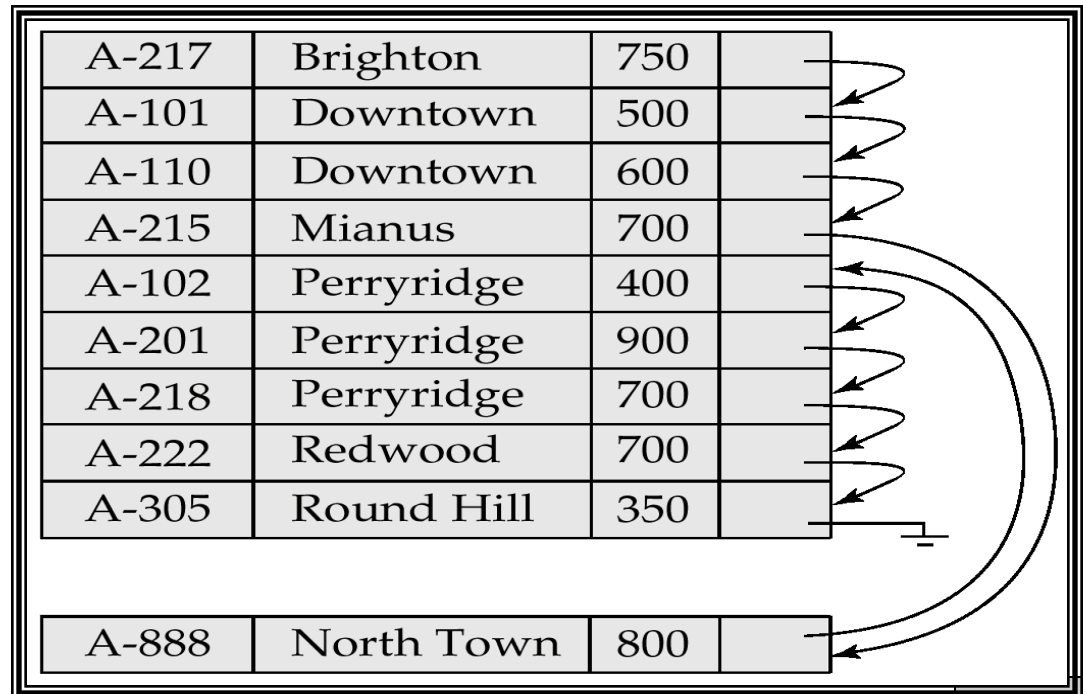 A-217 Brighton 750
A-101 Downtown 500
A-110 Downtown 600
A-215 Mianus 700
A-102 Perryridge 400
A-201 Perryridge 900
A-218 Perryridge 700
A-222 Redwood 700
A-305 Round Hill 350
A-888 North Town 800